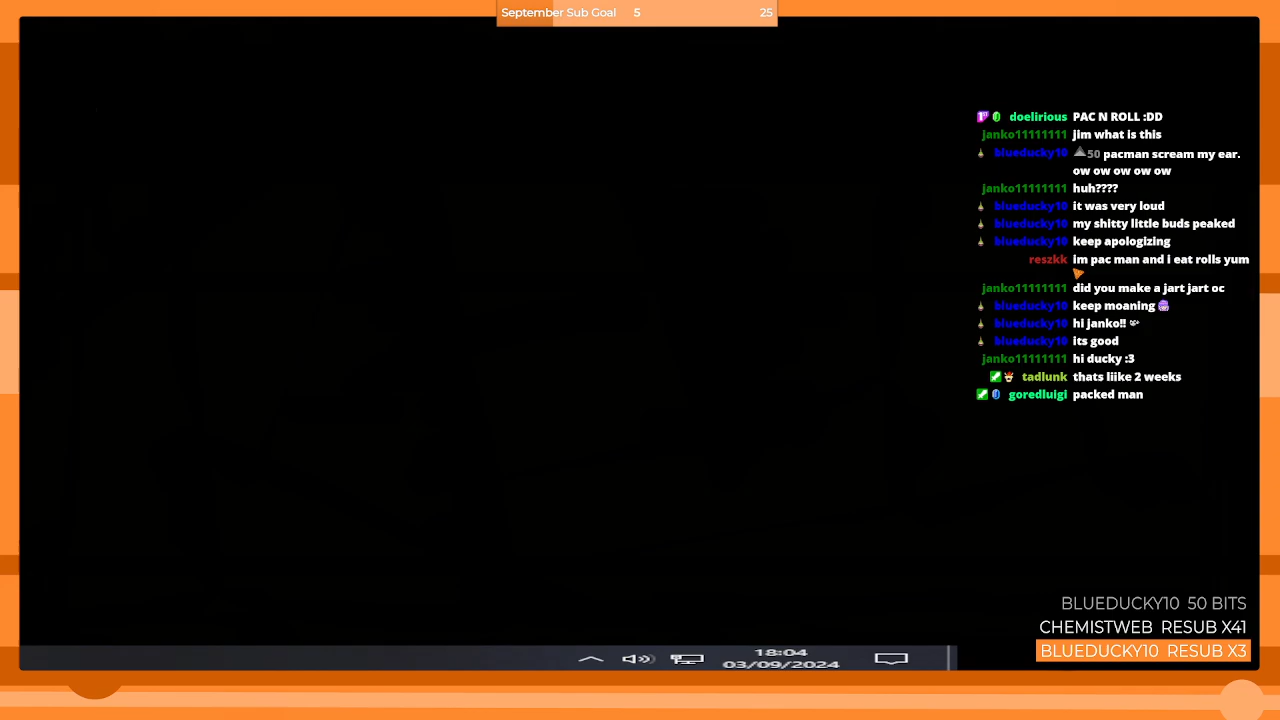 September Sub Goal 5 25
doelirious PAC N ROLL :DD
janko11111111 jim what is this
blueducky10 50 pacman scream my ear.
ow ow ow ow ow
janko11111111 huh????
blueducky10 it was very loud
blueducky10 my shitty little buds peaked
blueducky10 keep apologizing
reszkk im pac man and i eat rolls yum
janko11111111 did you make a jart jart oc
blueducky10 keep moaning
blueducky10 hi janko!!
blueducky10 its good
janko11111111 hi ducky :3
tadlunk thats liike 2 weeks
goredluigi packed man
BLUEDUCKY10 50 BITS
CHEMISTWEB RESUB X41
BLUEDUCKY10 RESUB X3
18:04
03/09/2024